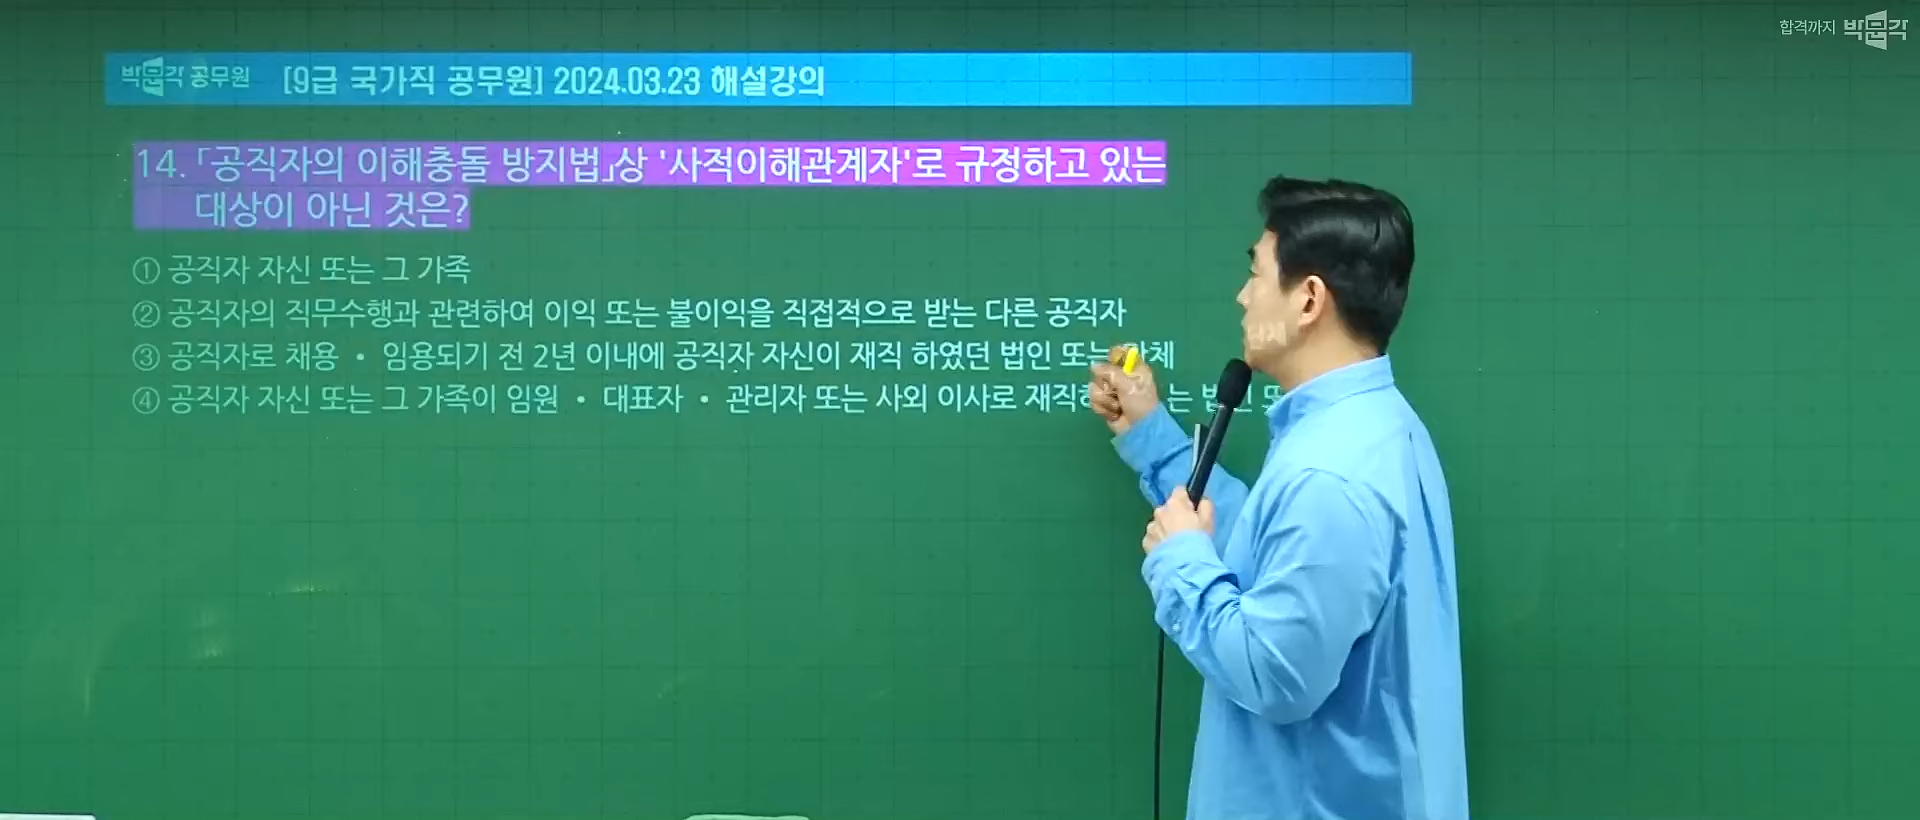 합격까지 박문각
박문각 공무원 [9급 국가직 공무원] 2024.03.23 해설강의
14. 「공직자의 이해충돌 방지법」상 '사적이해관계자'로 규정하고 있는
대상이 아닌 것은?
① 공직자 자신 또는 그 가족
② 공직자의 직무수행과 관련하여 이익 또는 불이익을 직접적으로 받는 다른 공직자
③ 공직자로 채용 • 임용되기 전 2년 이내에 공직자 자신이 재직 하였던 법인 또는
④ 공직자 자신 또는 그 가족이 임원 • 대표자 • 관리자 또는 사외 이사로